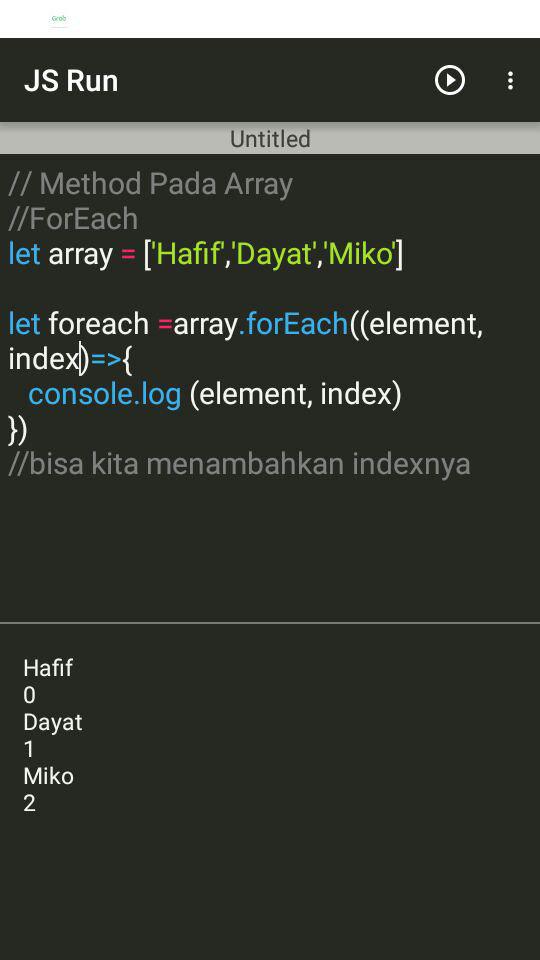 Grab
JS Run
Untitled
// Method Pada Array
//ForEach
let array = ['Hafif','Dayat','Miko']
let foreach =array.forEach((element,
index)=>{
console.log (element, index)
})
//bisa kita menambahkan indexnya
Hafif
0
Dayat
1
Miko
2